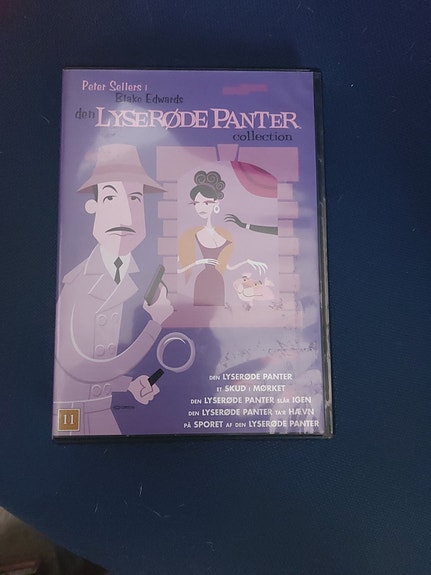 Peter Sellers i
Blake Edwards
den LYSERØDE PANTER
collection
DEN LYSERØDE PANTER
ET SKUD I MØRKET
DEN LYSERØDE PANTER SLÅR IGEN
DEN LYSERØDE PANTER TA'R HÆVN
PÅ SPORET AF DEN LYSERØDE PANTER
11